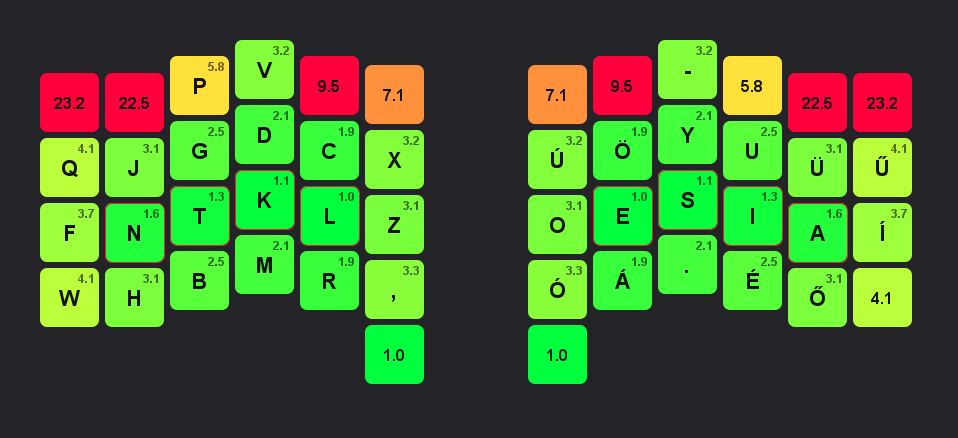 23.2 22.5 P 5.8 V 3.2 9.5 7.1 7.1 9.5 - 3.2 5.8 22.5 23.2
Q 4.1 J 3.1 G 2.5 D 2.1 C 1.9 X 3.2 Ú 3.2 Ö 1.9 Y 2.1 U 2.5 Ü 3.1 Ű 4.1
F 3.7 N 1.6 T 1.3 K 1.1 L 1.0 Z 3.1 O 3.1 E 1.0 S 1.1 I 1.3 A 1.6 Í 3.7
W 4.1 H 3.1 B 2.5 M 2.1 R 1.9 , 3.3 Ó 3.3 Á 1.9 . 2.1 É 2.5 Ő 3.1 4.1
1.0 1.0